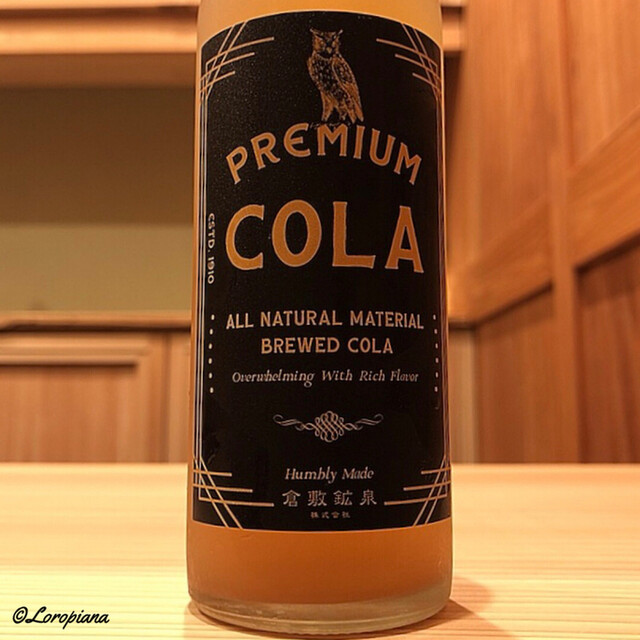 PREMIUM
COLA
ESTD. 1910
ALL NATURAL MATERIAL
BREWED COLA
Overwhelming With Rich Flavor
Humbly Made
倉敷鉱泉
株式会社
©Loropiana